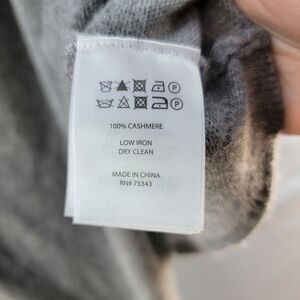 100% CASHMERE
LOW IRON
DRY CLEAN
MADE IN CHINA
RN# 75343